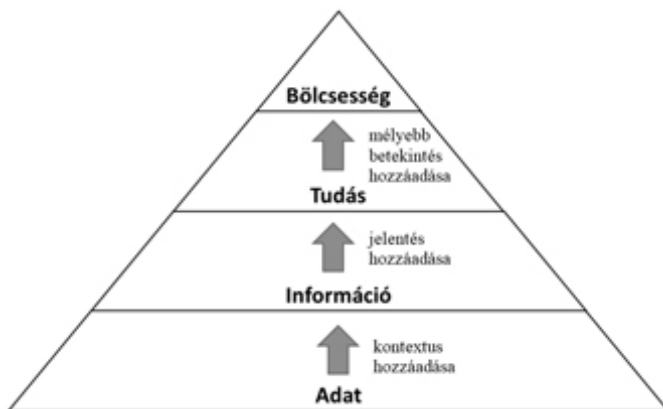 Bölcsesség
mélyebb
betekintés
hozzáadása
Tudás
jelentés
hozzáadása
Információ
kontextus
hozzáadása
Adat